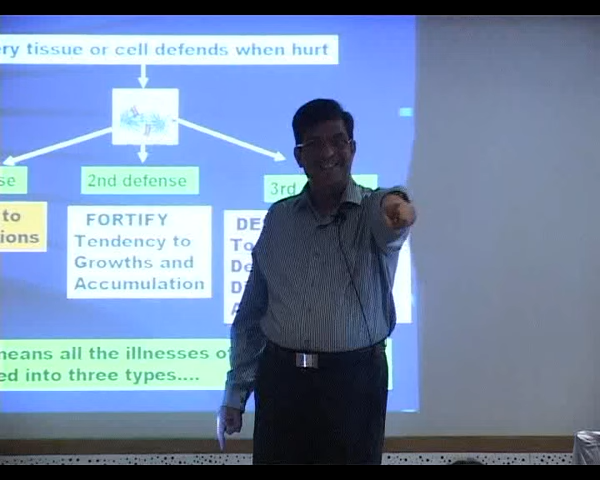 ry tissue or cell defends when hurt
se
2nd defense
3rd
to
ions
FORTIFY
Tendency to
Growths and
Accumulation
DE
To
De
D
A
means all the illnesses o
ed into three types....